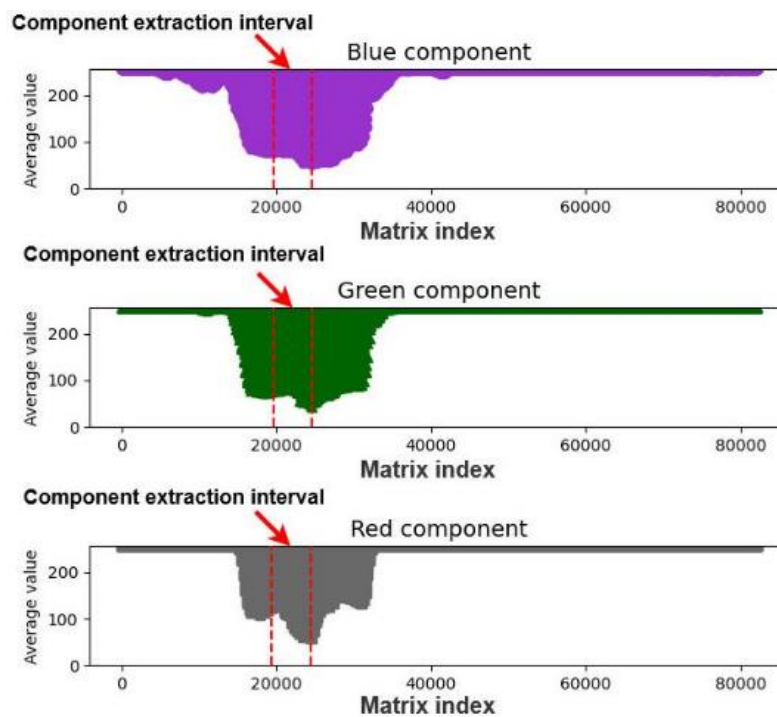 Component extraction interval
Blue component
Average value
200
100
0
0 20000 40000 60000 80000
Matrix index
Component extraction interval
Green component
Average value
200
100
0
0 20000 40000 60000 80000
Matrix index
Component extraction interval
Red component
Average value
200
100
0
0 20000 40000 60000 80000
Matrix index